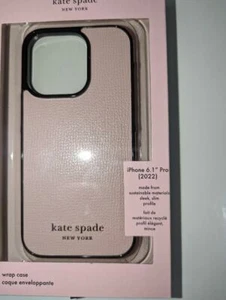 kate spade
NEW YORK
kate spade
NEW YORK
iPhone 6.1" Pro
(2022)
made from
sustainable materials
sleek, slim
profile
fait de
matériaux recyclé
profil élégant,
mince
wrap case
coque enveloppante